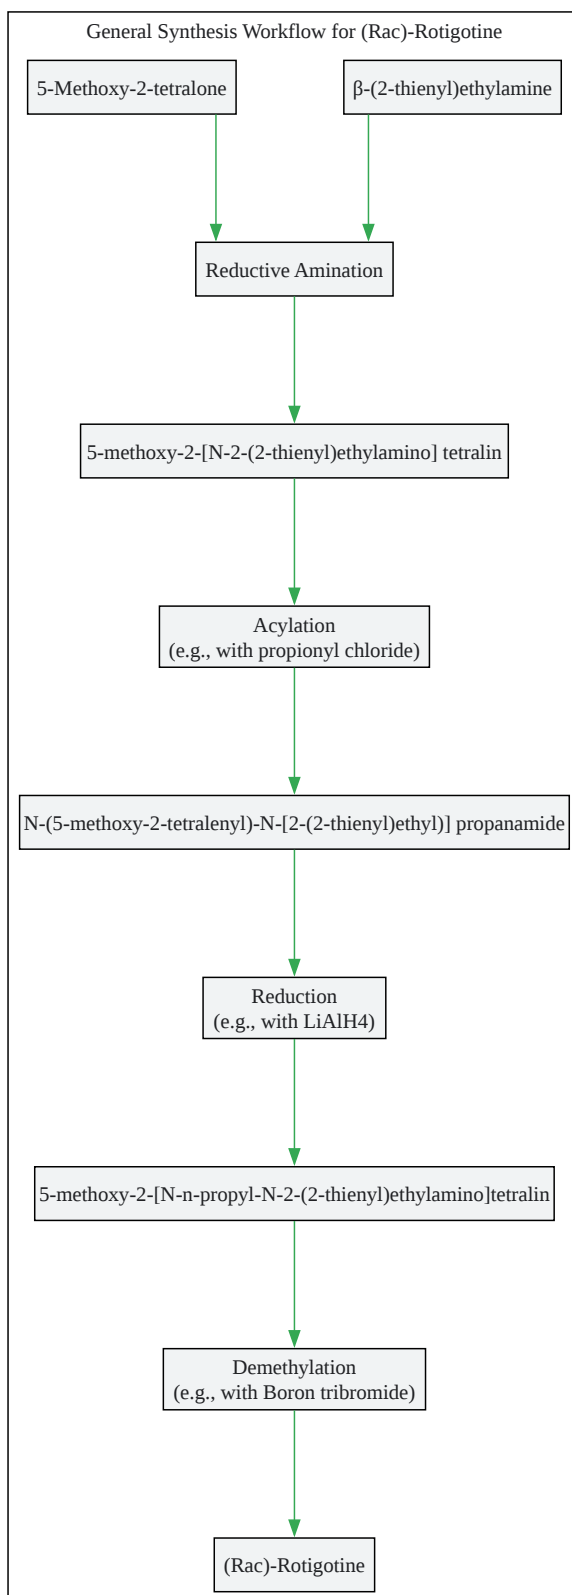 General Synthesis Workflow for (Rac)-Rotigotine
5-Methoxy-2-tetralone
β-(2-thienyl)ethylamine
Reductive Amination
5-methoxy-2-[N-2-(2-thienyl)ethylamino] tetralin
Acylation
(e.g., with propionyl chloride)
N-(5-methoxy-2-tetralenyl)-N-[2-(2-thienyl)ethyl)] propanamide
Reduction
(e.g., with LiAlH4)
5-methoxy-2-[N-n-propyl-N-2-(2-thienyl)ethylamino]tetralin
Demethylation
(e.g., with Boron tribromide)
(Rac)-Rotigotine